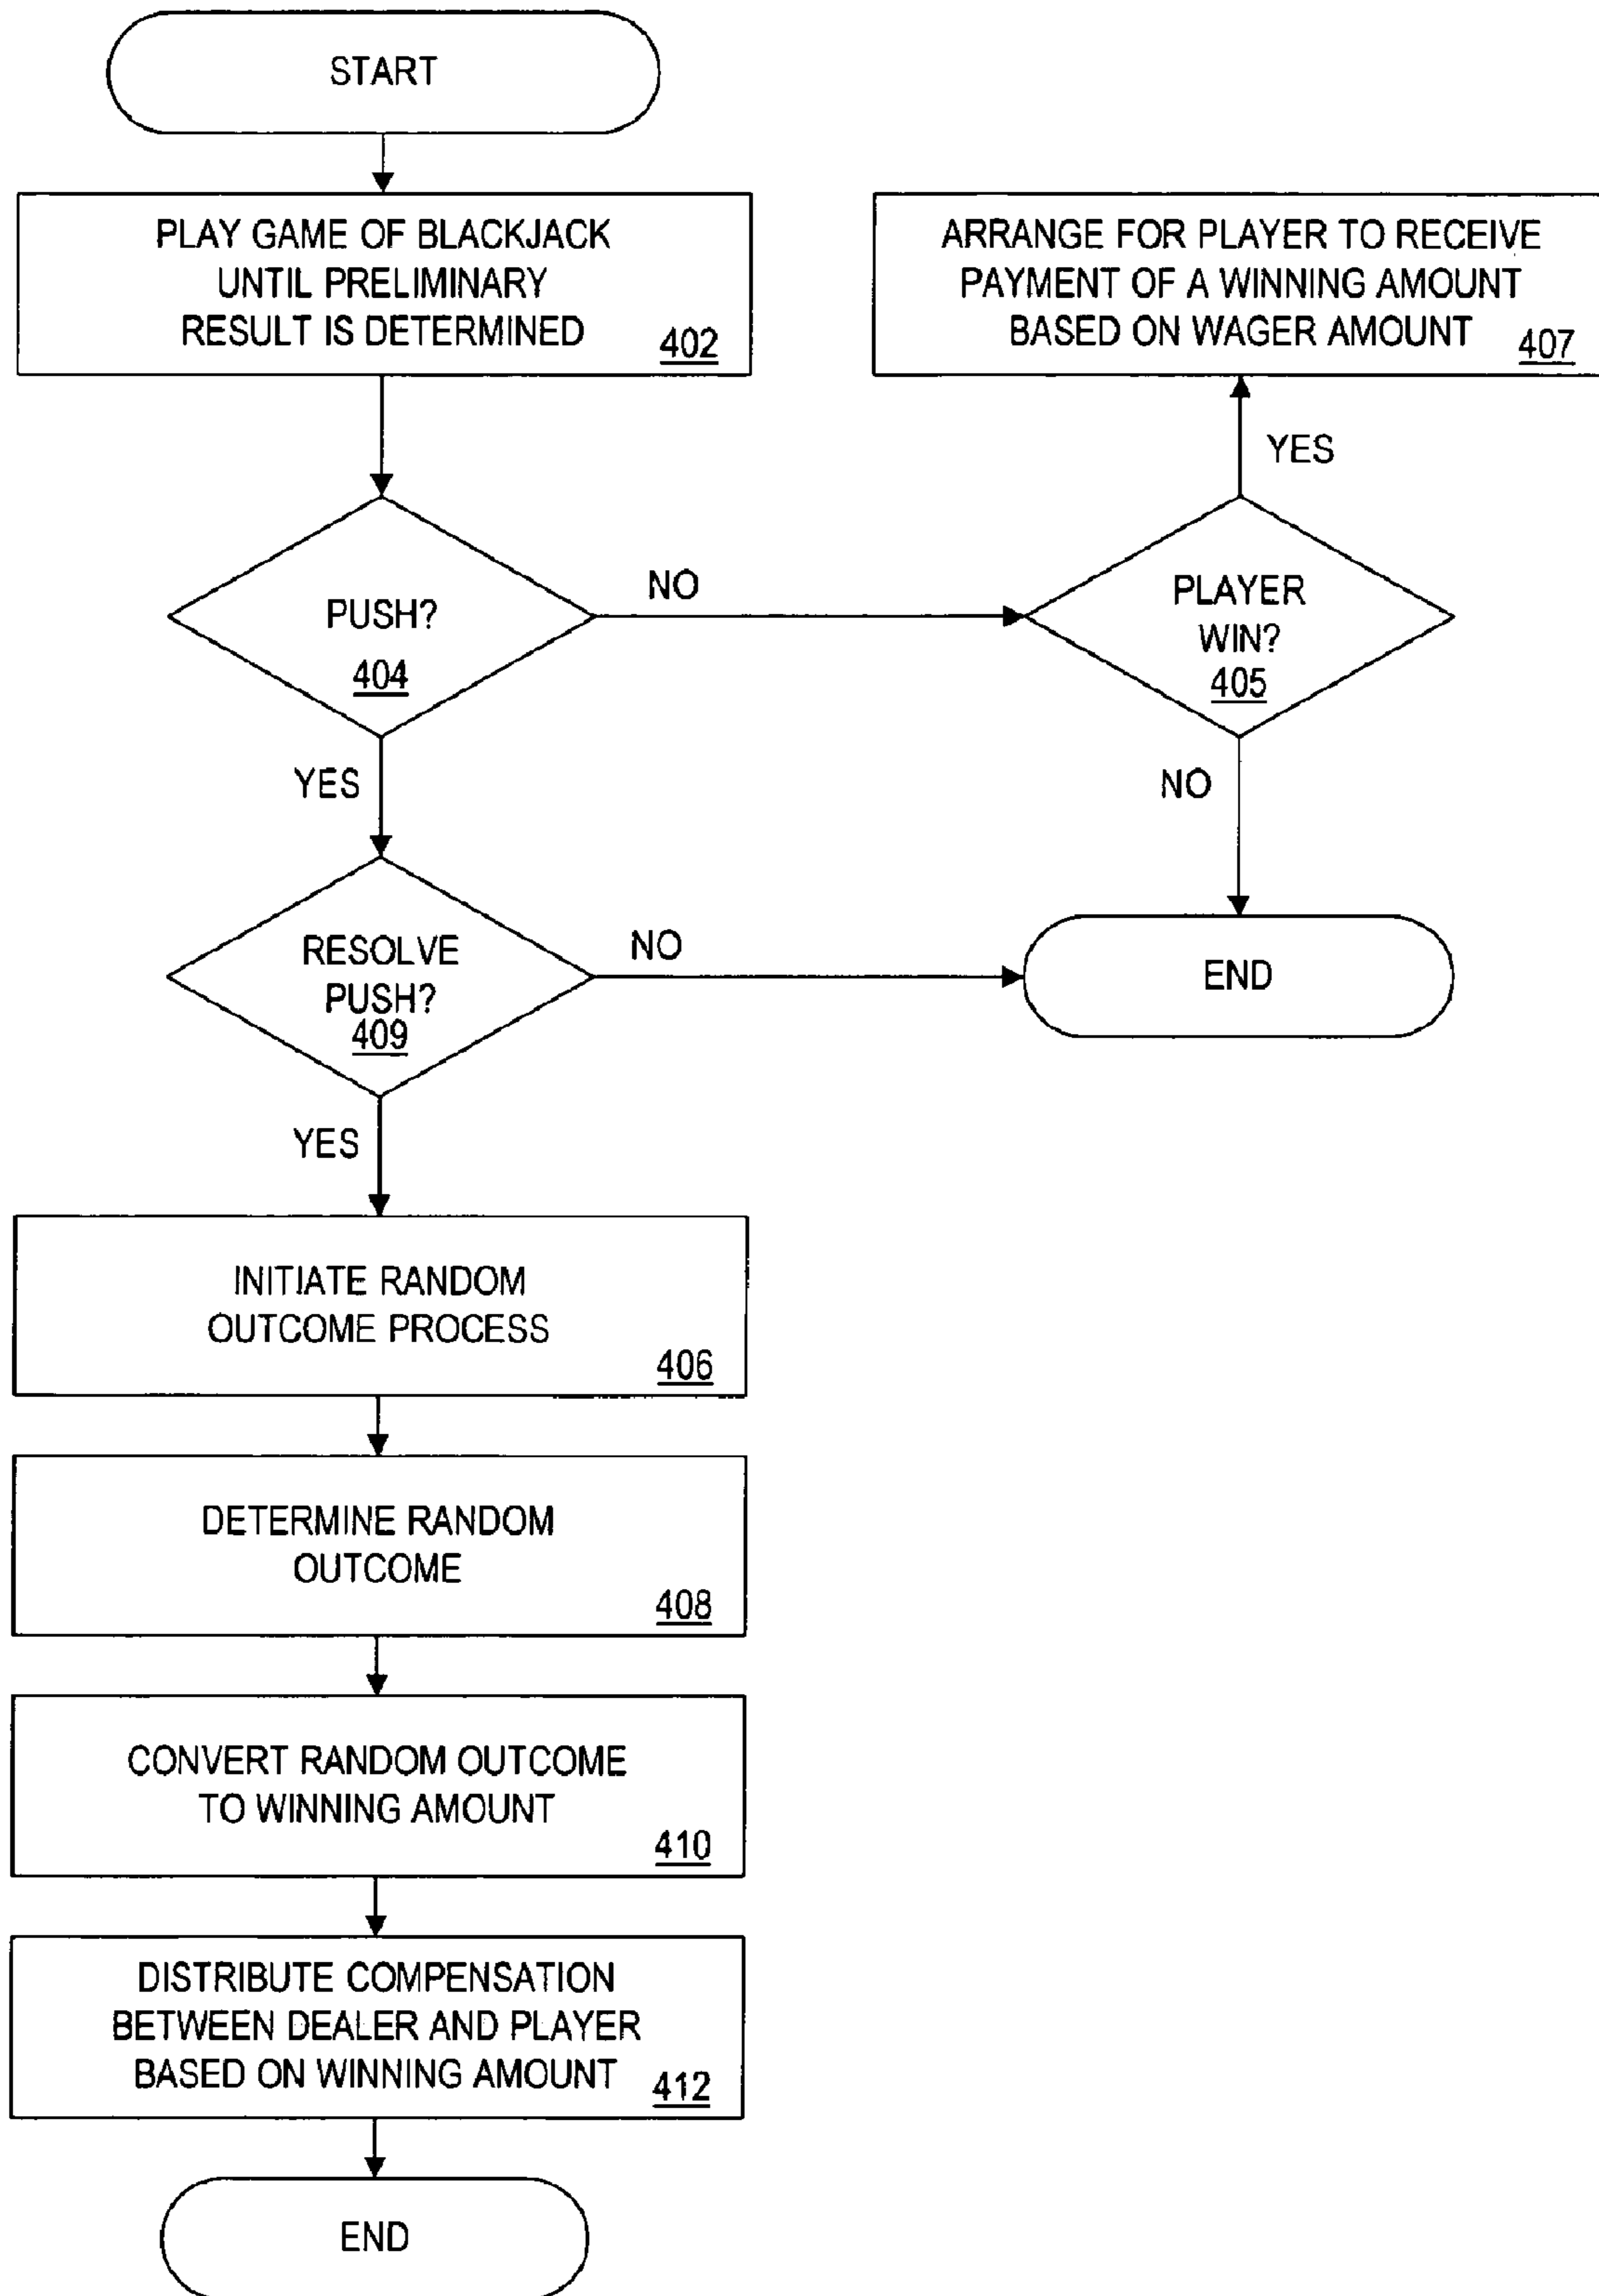 START
PLAY GAME OF BLACKJACK
UNTIL PRELIMINARY
RESULT IS DETERMINED
402
ARRANGE FOR PLAYER TO RECEIVE
PAYMENT OF A WINNING AMOUNT
BASED ON WAGER AMOUNT
407
YES
PUSH?
404
NO
PLAYER
WIN?
405
YES
NO
RESOLVE
PUSH?
409
NO
END
YES
INITIATE RANDOM
OUTCOME PROCESS
406
DETERMINE RANDOM
OUTCOME
408
CONVERT RANDOM OUTCOME
TO WINNING AMOUNT
410
DISTRIBUTE COMPENSATION
BETWEEN DEALER AND PLAYER
BASED ON WINNING AMOUNT
412
END